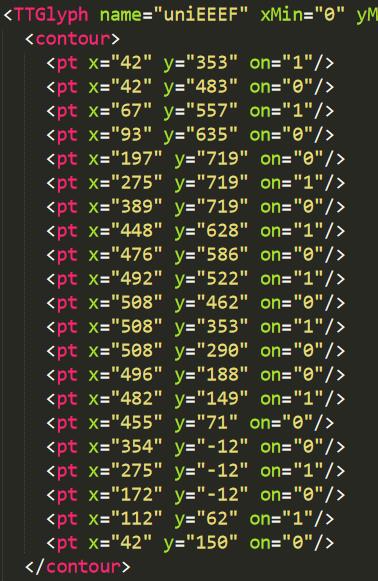 <TTGlyph name="uniEEEF" xMin="0" yM
<contour>
<pt x="42" y="353" on="1"/>
<pt x="42" y="483" on="0"/>
<pt x="67" y="557" on="1"/>
<pt x="93" y="635" on="0"/>
<pt x="197" y="719" on="0"/>
<pt x="275" y="719" on="1"/>
<pt x="389" y="719" on="0"/>
<pt x="448" y="628" on="1"/>
<pt x="476" y="586" on="0"/>
<pt x="492" y="522" on="1"/>
<pt x="508" y="462" on="0"/>
<pt x="508" y="353" on="1"/>
<pt x="508" y="290" on="0"/>
<pt x="496" y="188" on="0"/>
<pt x="482" y="149" on="1"/>
<pt x="455" y="71" on="0"/>
<pt x="354" y="-12" on="0"/>
<pt x="275" y="-12" on="1"/>
<pt x="172" y="-12" on="0"/>
<pt x="112" y="62" on="1"/>
<pt x="42" y="150" on="0"/>
</contour>